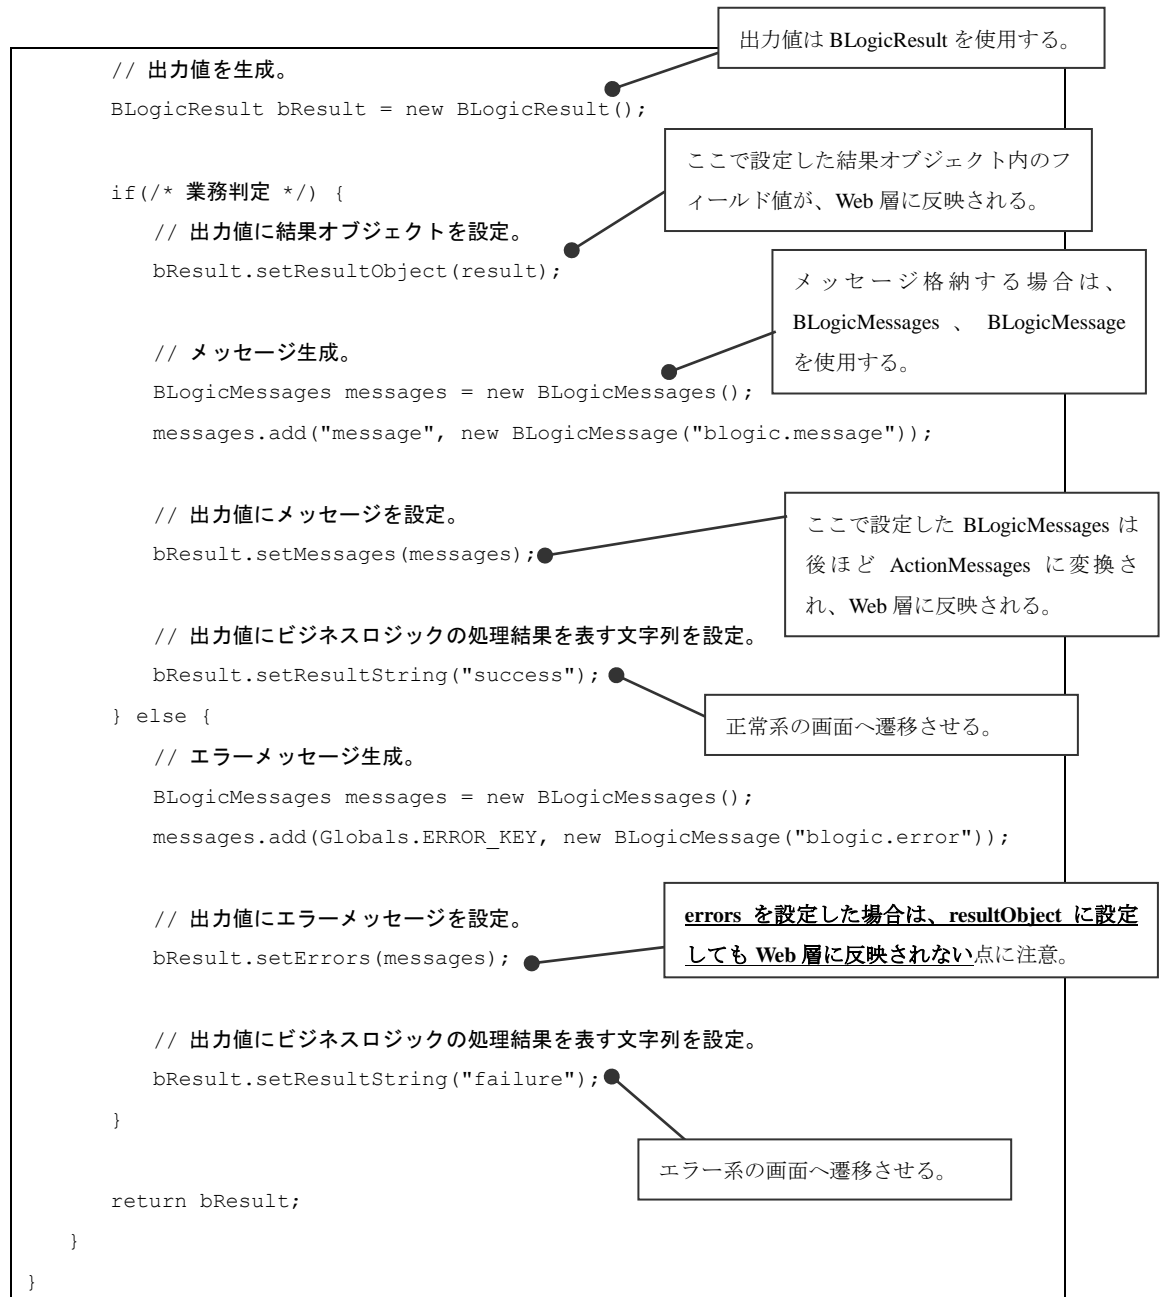 出力値は BLogicResult を使用する。
// 出力値を生成。
BLogicResult bResult = new BLogicResult();
ここで設定した結果オブジェクト内のフ
ィールド値が、Web 層に反映される。
if(/* 業務判定 */) {
// 出力値に結果オブジェクトを設定。
bResult.setResultObject(result);
メッセージ格納する場合は、
BLogicMessages 、 BLogicMessage
を使用する。
// メッセージ生成。
BLogicMessages messages = new BLogicMessages();
messages.add("message", new BLogicMessage("blogic.message"));
// 出力値にメッセージを設定。
bResult.setMessages(messages);
ここで設定した BLogicMessages は
後ほど ActionMessages に変換さ
れ、Web 層に反映される。
// 出力値にビジネスロジックの処理結果を表す文字列を設定。
bResult.setResultString("success");
正常系の画面へ遷移させる。
} else {
// エラーメッセージ生成。
BLogicMessages messages = new BLogicMessages();
messages.add(Globals.ERROR_KEY, new BLogicMessage("blogic.error"));
// 出力値にエラーメッセージを設定。
bResult.setErrors(messages);
errors を設定した場合は、resultObject に設定
しても Web 層に反映されない点に注意。
// 出力値にビジネスロジックの処理結果を表す文字列を設定。
bResult.setResultString("failure");
}
エラー系の画面へ遷移させる。
return bResult;
}
}